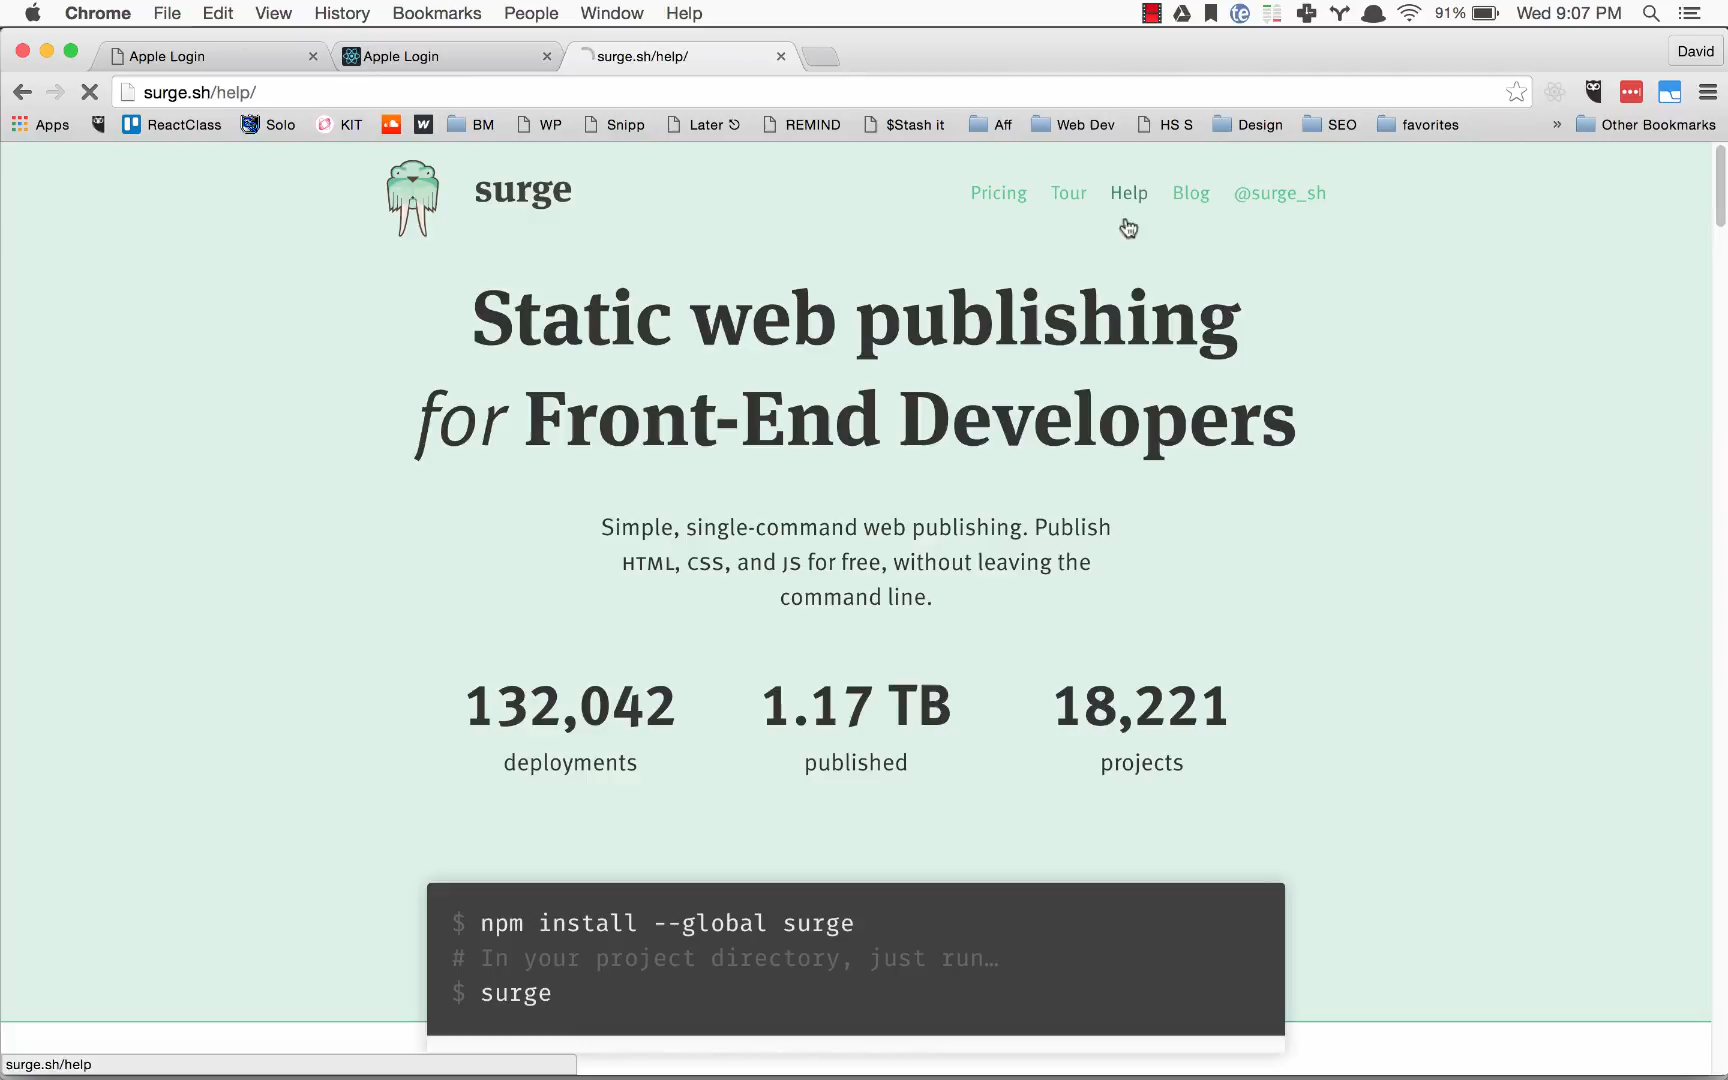 Chrome File Edit View History Bookmarks People Window Help 91% Wed 9:07 PM
Apple Login Apple Login surge.sh/help/ David
surge.sh/help/
Apps ReactClass Solo KIT W BM WP Snipp Later REMIND $Stash it Aff Web Dev HS S Design SEO favorites » Other Bookmarks
surge Pricing Tour Help Blog @surge_sh
Static web publishing
for Front-End Developers
Simple, single-command web publishing. Publish
HTML, CSS, and JS for free, without leaving the
command line.
132,042 1.17 TB 18,221
deployments published projects
$ npm install --global surge
# In your project directory, just run…
$ surge
surge.sh/help